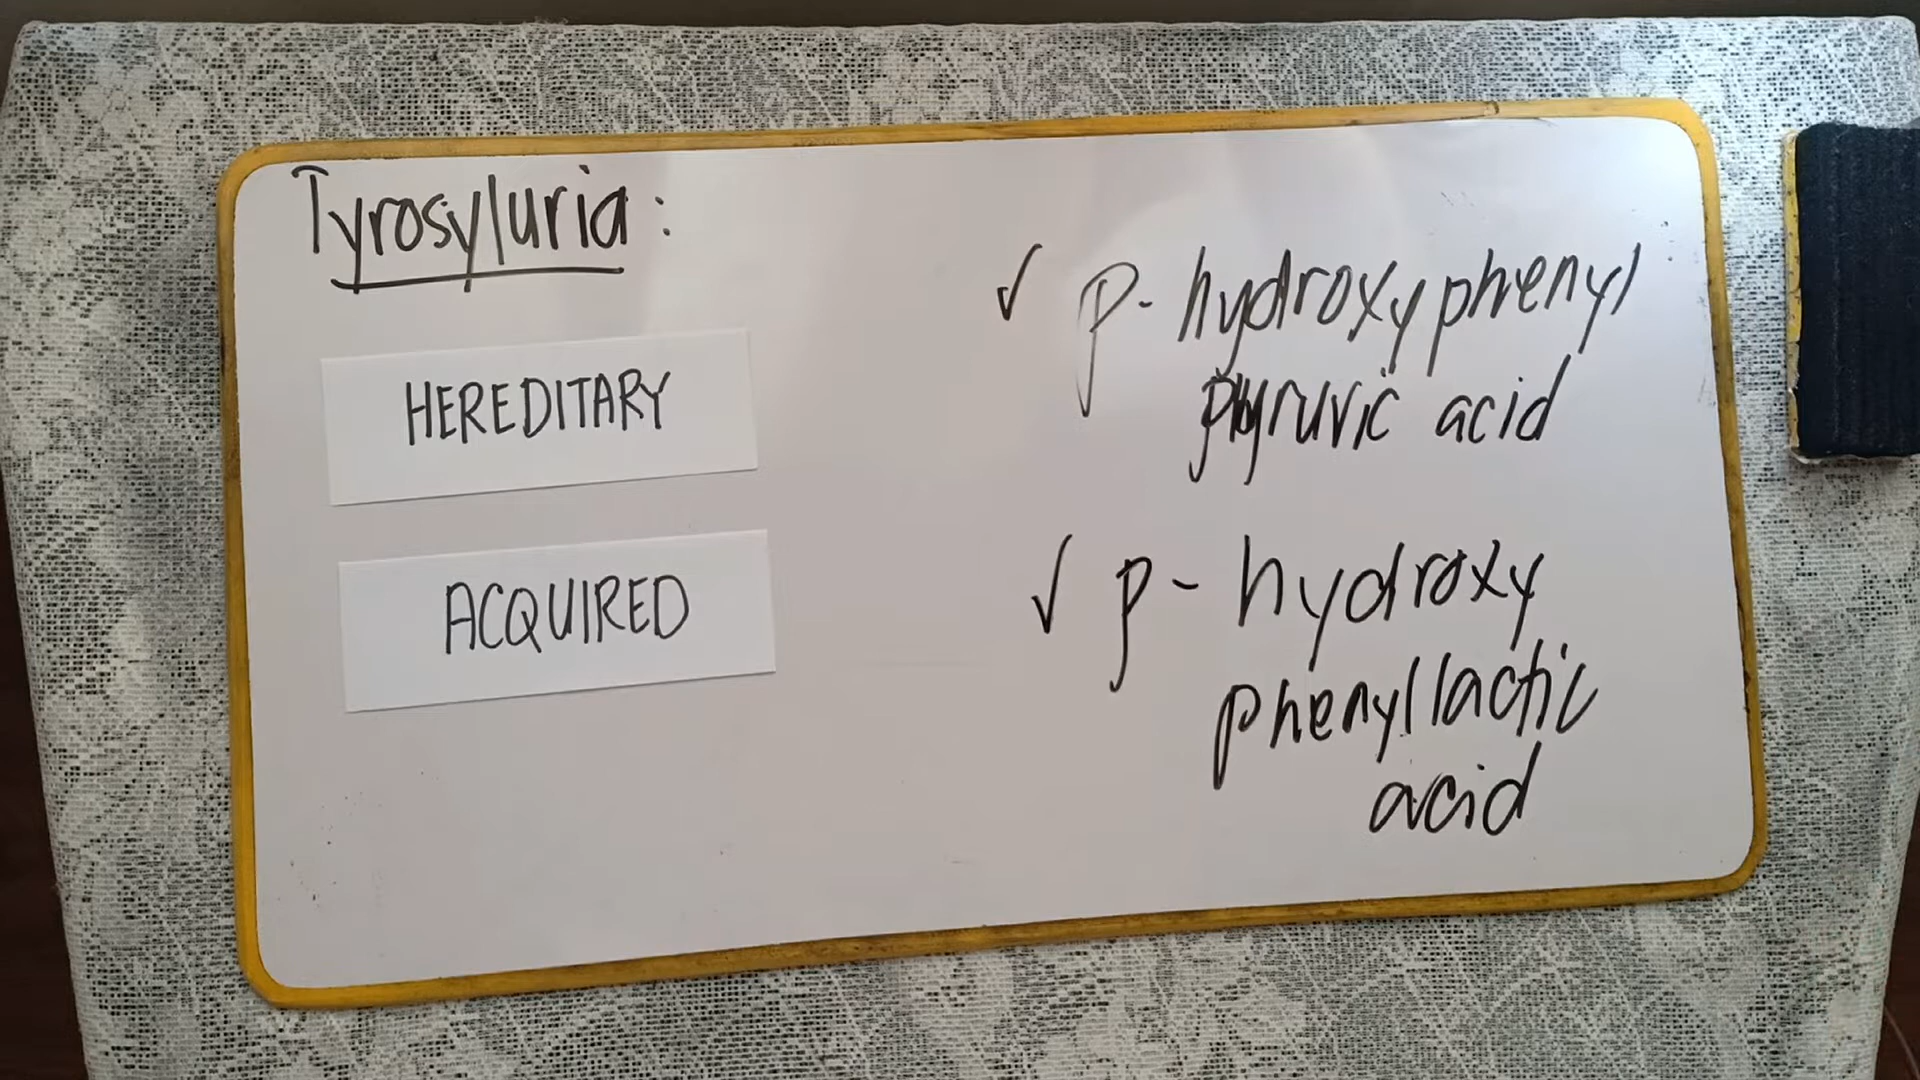 Tyrosyluria:
HEREDITARY
ACQUIRED
✓ p-hydroxyphenyl
pyruvic acid
✓ p-hydroxy
phenyllactic
acid